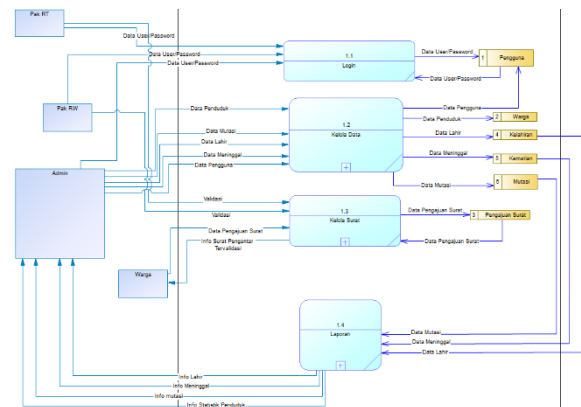 Pak RT
Data User/Password
Data User/Password
Data User/Password
1.1
Login
Data User/Password
1
Pengguna
Data User/Password
Pak RW
Data Penduduk
Data Mutasi
Data Lahir
Data Meninggal
Data Pengguna
1.2
Kelola Data
Data Pengguna
Data Penduduk
2
Warga
Data Lahir
4
Kelahiran
Data Meninggal
Kematian
Data Mutasi
Mutasi
Admin
Validasi
Validasi
Data Pengajuan Surat
Info Surat Pengantar
Tervalidasi
1.3
Kelola Surat
Data Pengajuan Surat
3
Pengajuan Surat
Data Pengajuan Surat
Warga
1.4
Laporan
Data Mutasi
Data Meninggal
Data Lahir
Info Lahir
Info Meninggal
Info mutasi
Info Statistik Penduduk